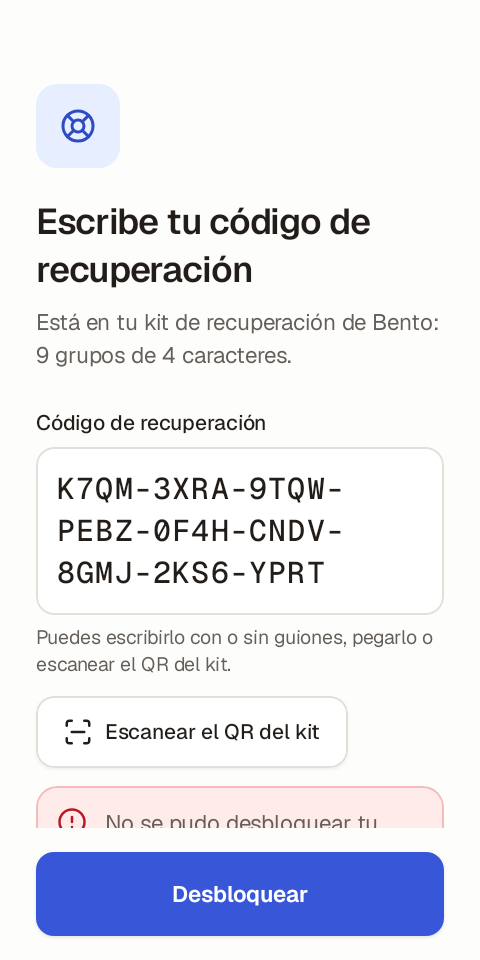 Escribe tu código de
recuperación
Está en tu kit de recuperación de Bento:
9 grupos de 4 caracteres.
Código de recuperación
K7QM-3XRA-9TQW-
PEBZ-0F4H-CNDV-
8GMJ-2KS6-YPRT
Puedes escribirlo con o sin guiones, pegarlo o
escanear el QR del kit.
Escanear el QR del kit
No se pudo desbloquear tu
Desbloquear